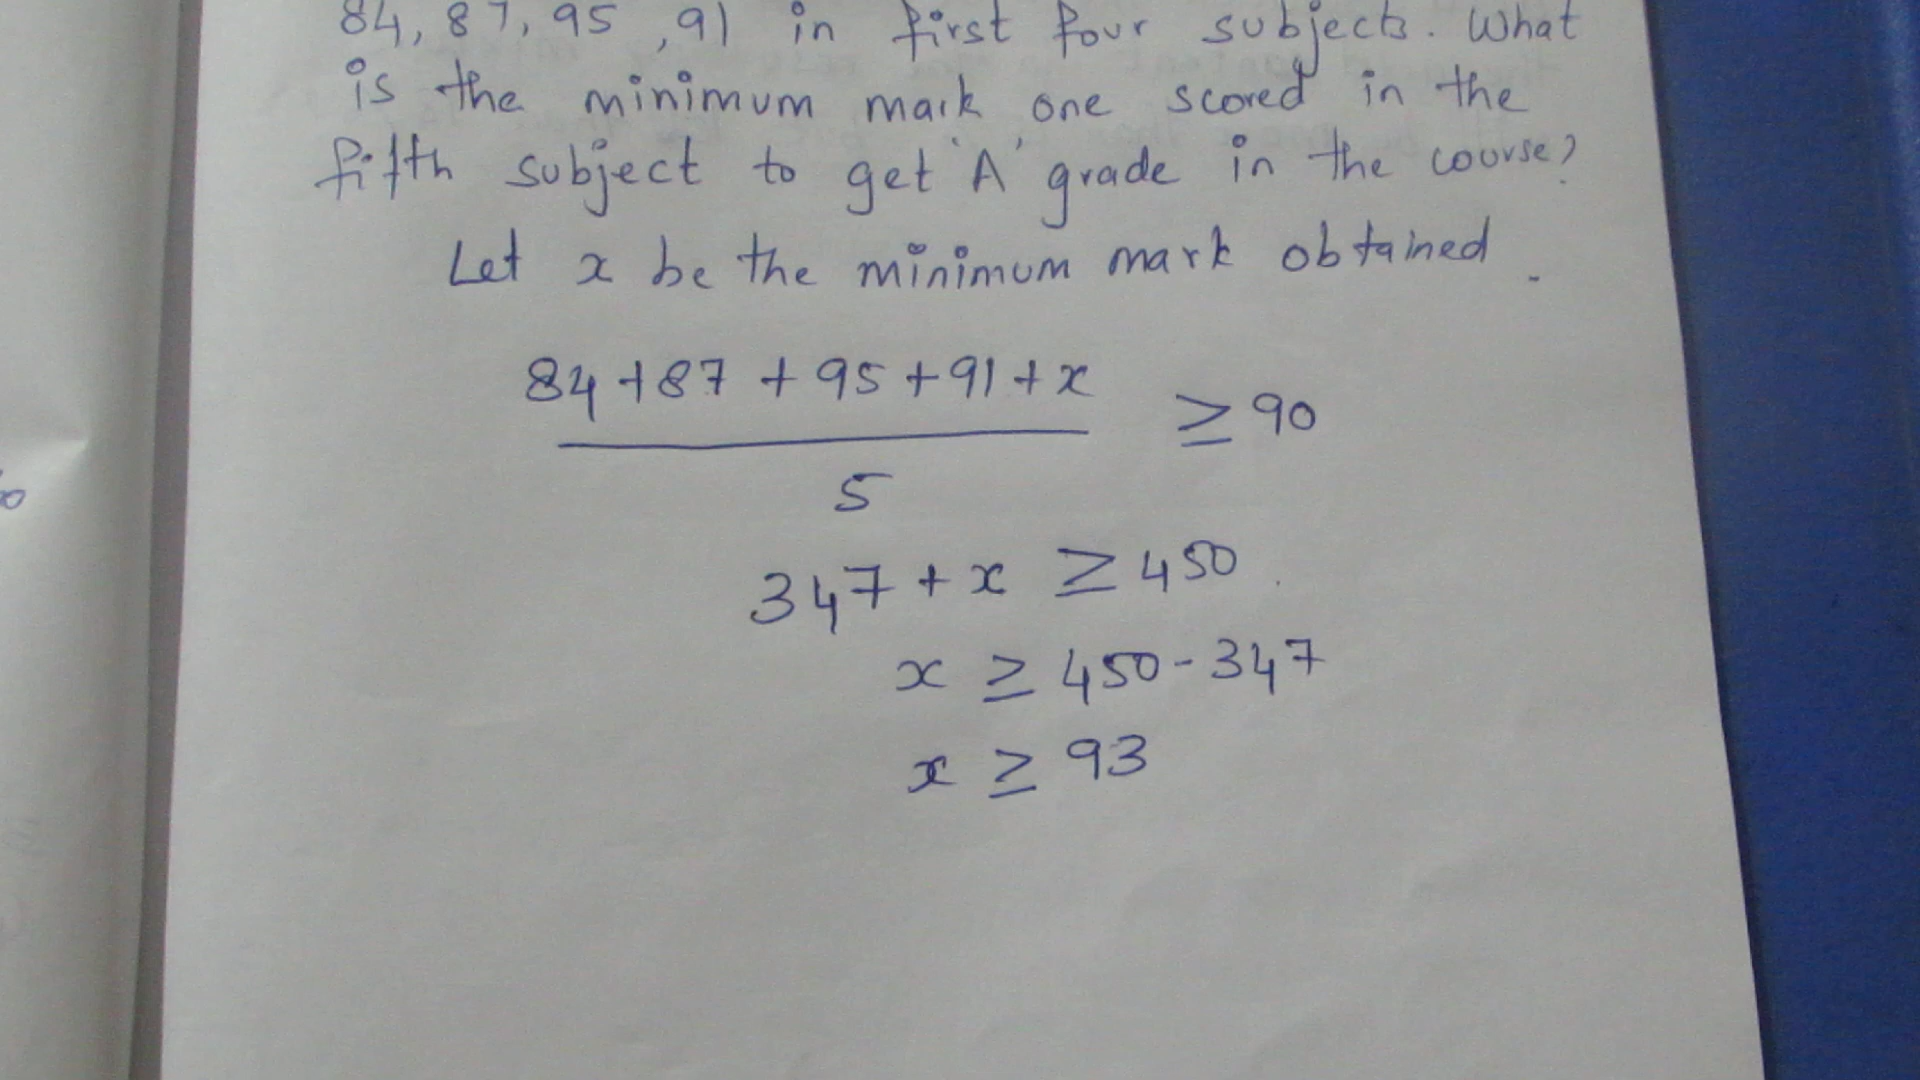 84, 87, 95, 91 in first four subjects. What
is the minimum mark one scored in the
fifth subject to get 'A' grade in the course?
Let x be the minimum mark obtained.
84 + 87 + 95 + 91 + x
≥ 90
5
347 + x ≥ 450.
x ≥ 450 - 347
x ≥ 93